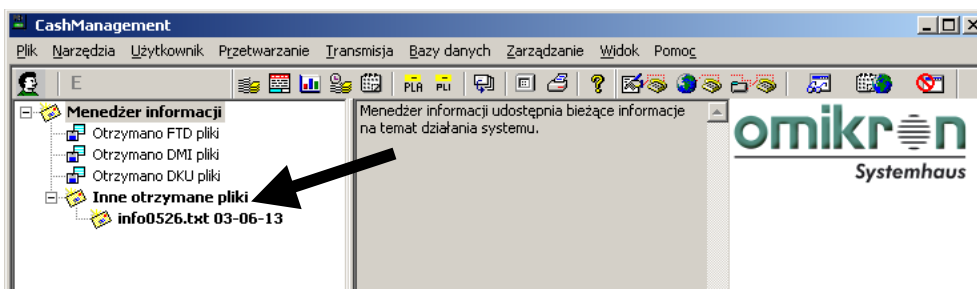 CashManagement
Plik Narzędzia Użytkownik Przetwarzanie Transmisja Bazy danych Zarządzanie Widok Pomoc
E PLA PLI
Menedżer informacji
Otrzymano FTD pliki
Otrzymano DMI pliki
Otrzymano DKU pliki
Inne otrzymane pliki
info0526.txt 03-06-13
Menedżer informacji udostępnia bieżące informacje
na temat działania systemu.
omikron
Systemhaus